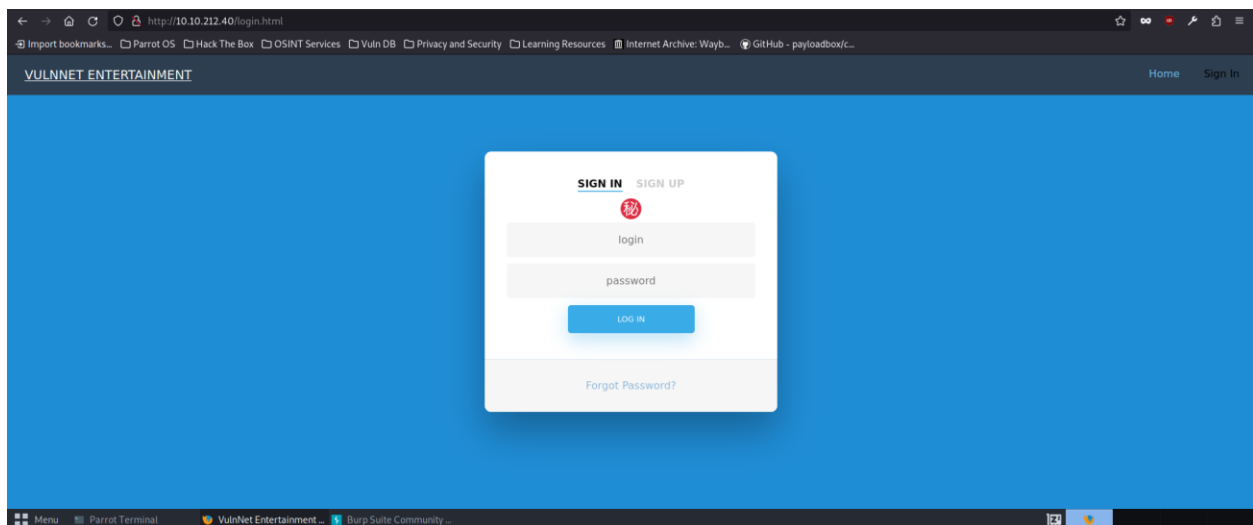 http://10.10.212.40/login.html
Import bookmarks... Parrot OS Hack The Box OSINT Services Vuln DB Privacy and Security Learning Resources Internet Archive: Wayb... GitHub - payloadbox/c...
VULNNET ENTERTAINMENT Home Sign In
SIGN IN SIGN UP
秘
login
password
LOG IN
Forgot Password?
Menu Parrot Terminal VulnNet Entertainment ... Burp Suite Community ...